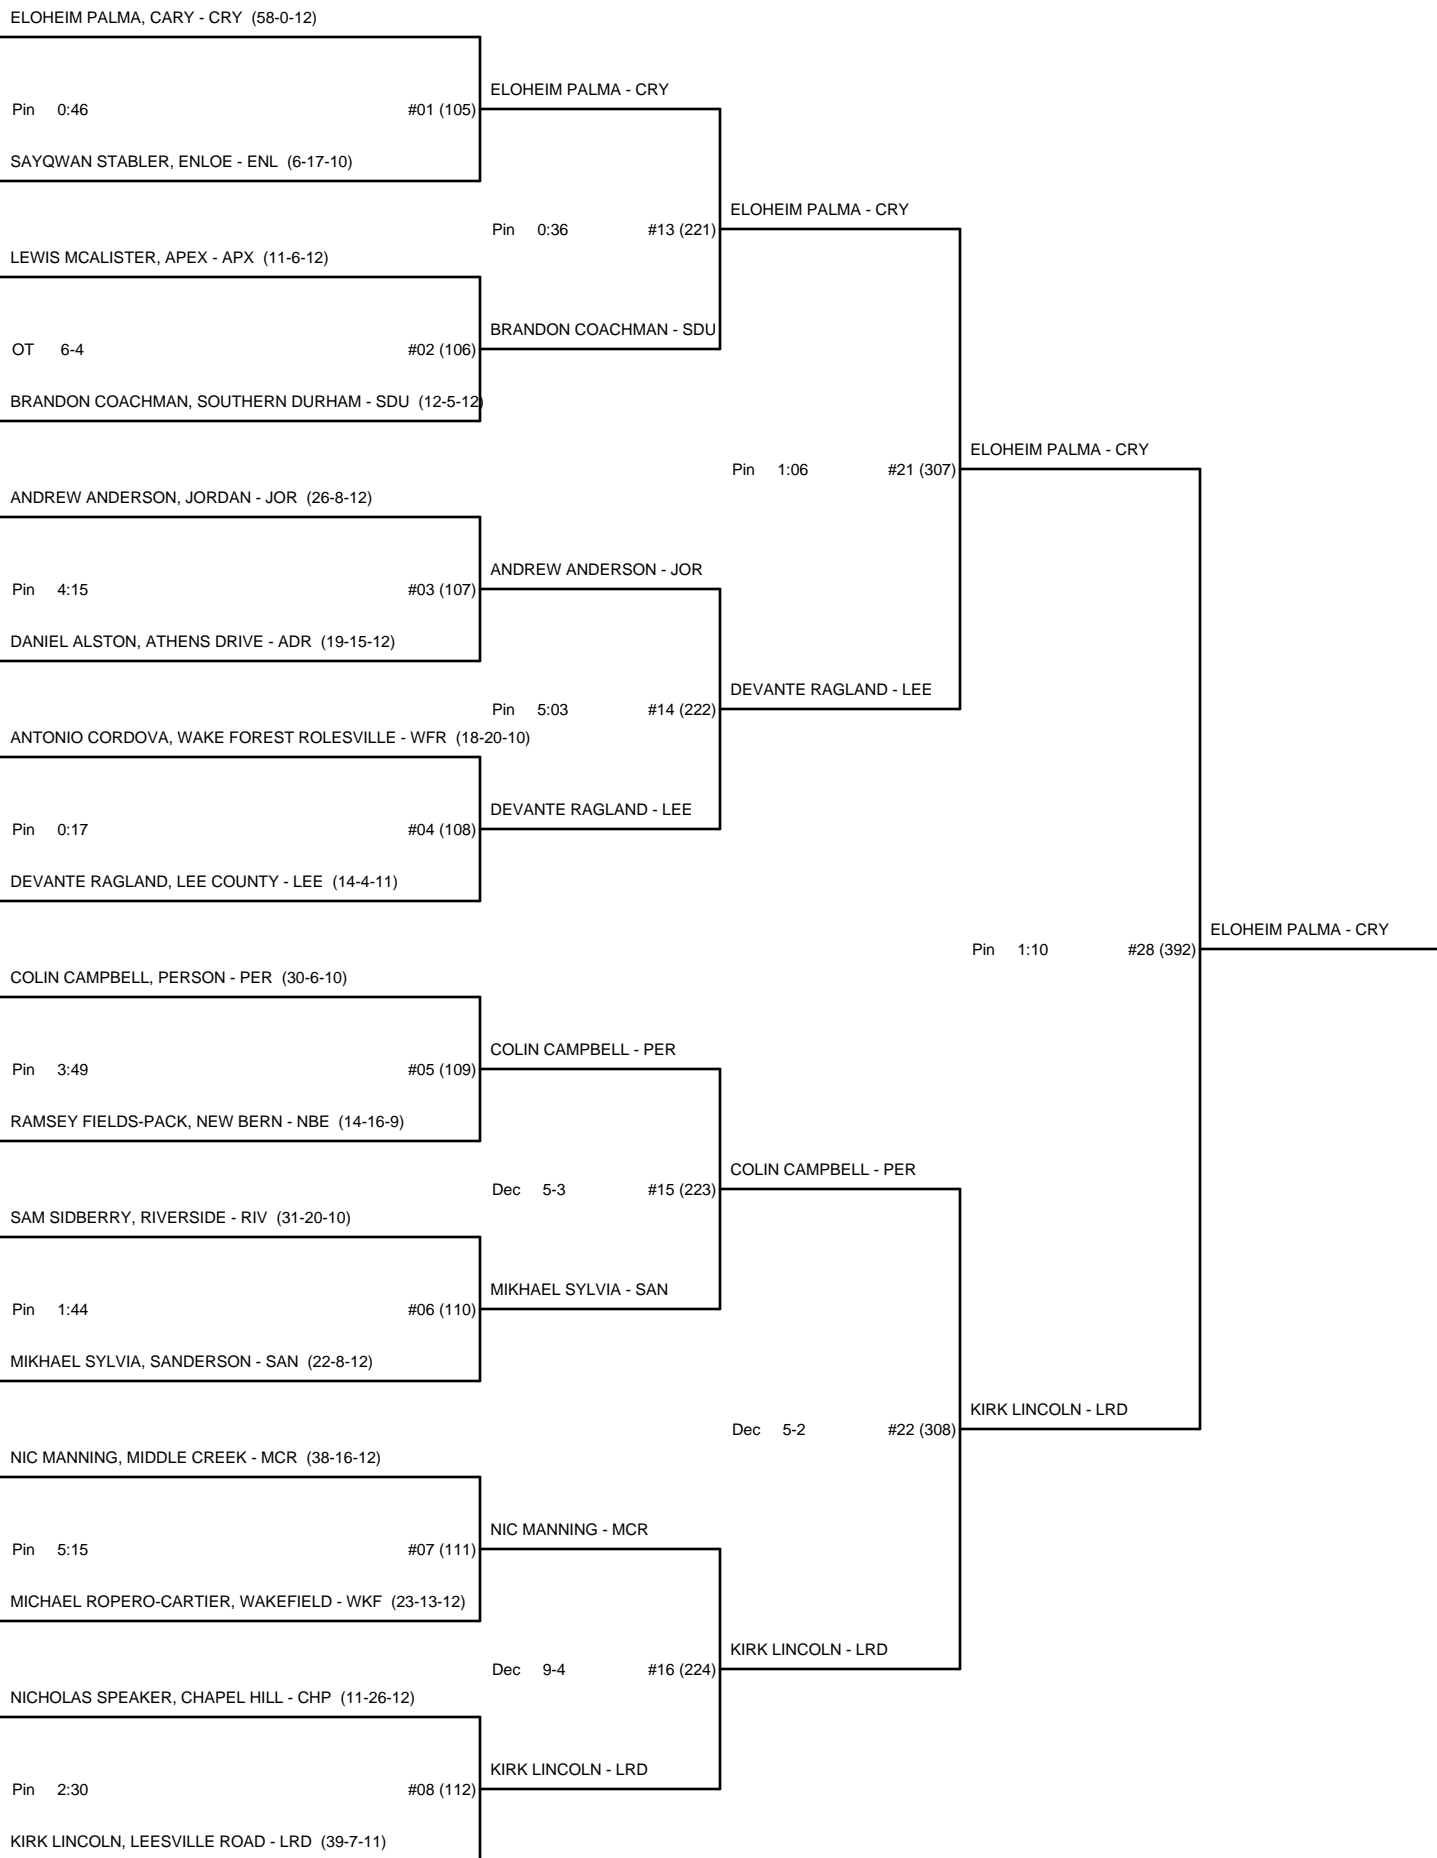 ELOHEIM PALMA, CARY - CRY (58-0-12)
ELOHEIM PALMA - CRY
Pin 0:46 #01 (105)
SAYQWAN STABLER, ENLOE - ENL (6-17-10)
ELOHEIM PALMA - CRY
Pin 0:36 #13 (221)
LEWIS MCALISTER, APEX - APX (11-6-12)
BRANDON COACHMAN - SDU
OT 6-4 #02 (106)
BRANDON COACHMAN, SOUTHERN DURHAM - SDU (12-5-12)
ELOHEIM PALMA - CRY
Pin 1:06 #21 (307)
ANDREW ANDERSON, JORDAN - JOR (26-8-12)
ANDREW ANDERSON - JOR
Pin 4:15 #03 (107)
DANIEL ALSTON, ATHENS DRIVE - ADR (19-15-12)
DEVANTE RAGLAND - LEE
Pin 5:03 #14 (222)
ANTONIO CORDOVA, WAKE FOREST ROLESVILLE - WFR (18-20-10)
DEVANTE RAGLAND - LEE
Pin 0:17 #04 (108)
DEVANTE RAGLAND, LEE COUNTY - LEE (14-4-11)
ELOHEIM PALMA - CRY
Pin 1:10 #28 (392)
COLIN CAMPBELL, PERSON - PER (30-6-10)
COLIN CAMPBELL - PER
Pin 3:49 #05 (109)
RAMSEY FIELDS-PACK, NEW BERN - NBE (14-16-9)
COLIN CAMPBELL - PER
Dec 5-3 #15 (223)
SAM SIDBERRY, RIVERSIDE - RIV (31-20-10)
MIKHAEL SYLVIA - SAN
Pin 1:44 #06 (110)
MIKHAEL SYLVIA, SANDERSON - SAN (22-8-12)
KIRK LINCOLN - LRD
Dec 5-2 #22 (308)
NIC MANNING, MIDDLE CREEK - MCR (38-16-12)
NIC MANNING - MCR
Pin 5:15 #07 (111)
MICHAEL ROPERO-CARTIER, WAKEFIELD - WKF (23-13-12)
KIRK LINCOLN - LRD
Dec 9-4 #16 (224)
NICHOLAS SPEAKER, CHAPEL HILL - CHP (11-26-12)
KIRK LINCOLN - LRD
Pin 2:30 #08 (112)
KIRK LINCOLN, LEESVILLE ROAD - LRD (39-7-11)